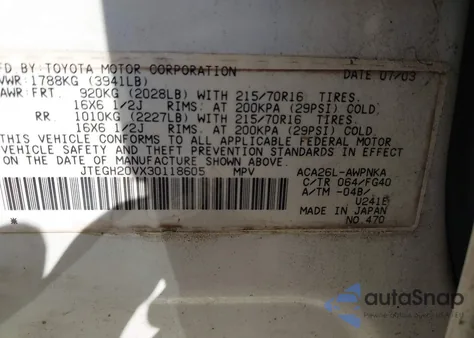 FD BY TOYOTA MOTOR CORPORATION DATE 07/03
VWR 1788KG (3941LB)
AWR FRT. 920KG (2028LB) WITH 215/70R16 TIRES.
16X6 1/2J RIMS. AT 200KPA (29PSI) COLD.
RR. 1010KG (2227LB) WITH 215/70R16 TIRES.
16X6 1/2J RIMS. AT 200KPA (29PSI) COLD.
THIS VEHICLE CONFORMS TO ALL APPLICABLE FEDERAL MOTOR
VEHICLE SAFETY AND THEFT PREVENTION STANDARDS IN EFFECT
ON THE DATE OF MANUFACTURE SHOWN ABOVE.
JTEGH20VX30118605 MPV ACA26L-AWPNKA
C/TR 064/FG40
A/TM -04B/
U241E
MADE IN JAPAN
NO.470
autoSnap